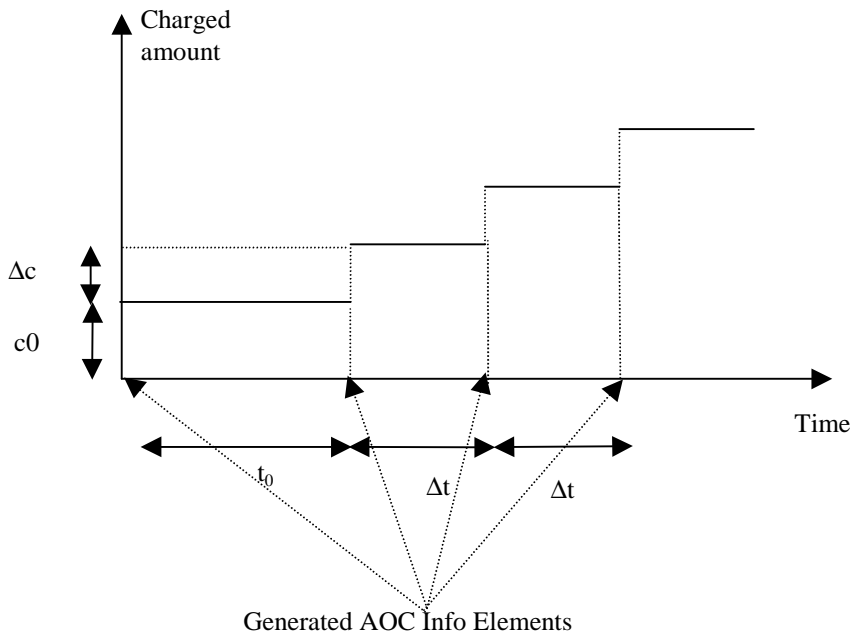 Charged
amount
Δc
c0
Time
t₀
Δt
Δt
Generated AOC Info Elements